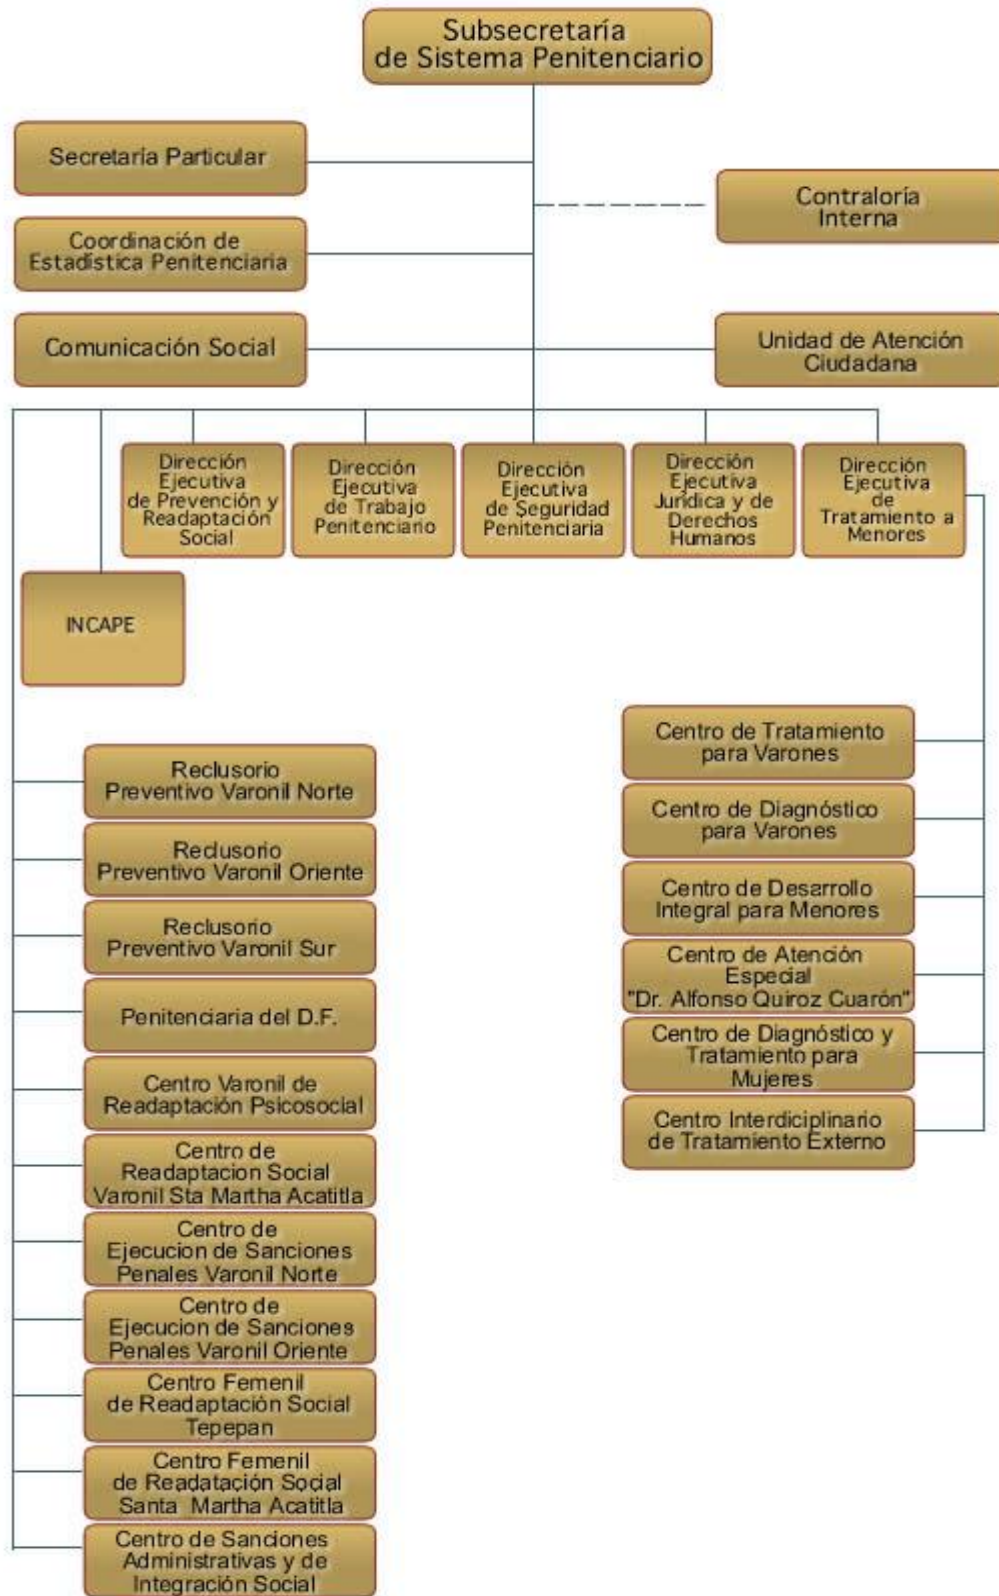 Subsecretaría
de Sistema Penitenciario
Secretaría Particular
Contraloría
Interna
Coordinación de
Estadística Penitenciaria
Comunicación Social
Unidad de Atención
Ciudadana
Dirección
Ejecutiva
de Prevención y
Readaptación
Social
Dirección
Ejecutiva
de Trabajo
Penitenciario
Dirección
Ejecutiva
de Seguridad
Penitenciaria
Dirección
Ejecutiva
Jurídica y de
Derechos
Humanos
Dirección
Ejecutiva
de
Tratamiento a
Menores
INCAPE
Reclusorio
Preventivo Varonil Norte
Reclusorio
Preventivo Varonil Oriente
Reclusorio
Preventivo Varonil Sur
Penitenciaria del D.F.
Centro Varonil de
Readaptación Psicosocial
Centro de
Readaptacion Social
Varonil Sta Martha Acatitla
Centro de
Ejecucion de Sanciones
Penales Varonil Norte
Centro de
Ejecucion de Sanciones
Penales Varonil Oriente
Centro Femenil
de Readaptación Social
Tepepan
Centro Femenil
de Readatación Social
Santa Martha Acatitla
Centro de Sanciones
Administrativas y de
Integración Social
Centro de Tratamiento
para Varones
Centro de Diagnóstico
para Varones
Centro de Desarrollo
Integral para Menores
Centro de Atención
Especial
"Dr. Alfonso Quiroz Cuarón"
Centro de Diagnóstico y
Tratamiento para
Mujeres
Centro Interdiciplinario
de Tratamiento Externo